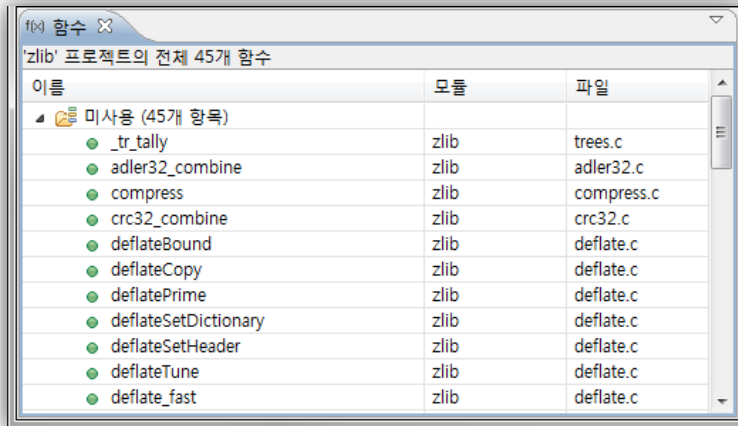 f(x) 함수
'zlib' 프로젝트의 전체 45개 함수
이름 모듈 파일
미사용 (45개 항목)
_tr_tally zlib trees.c
adler32_combine zlib adler32.c
compress zlib compress.c
crc32_combine zlib crc32.c
deflateBound zlib deflate.c
deflateCopy zlib deflate.c
deflatePrime zlib deflate.c
deflateSetDictionary zlib deflate.c
deflateSetHeader zlib deflate.c
deflateTune zlib deflate.c
deflate_fast zlib deflate.c